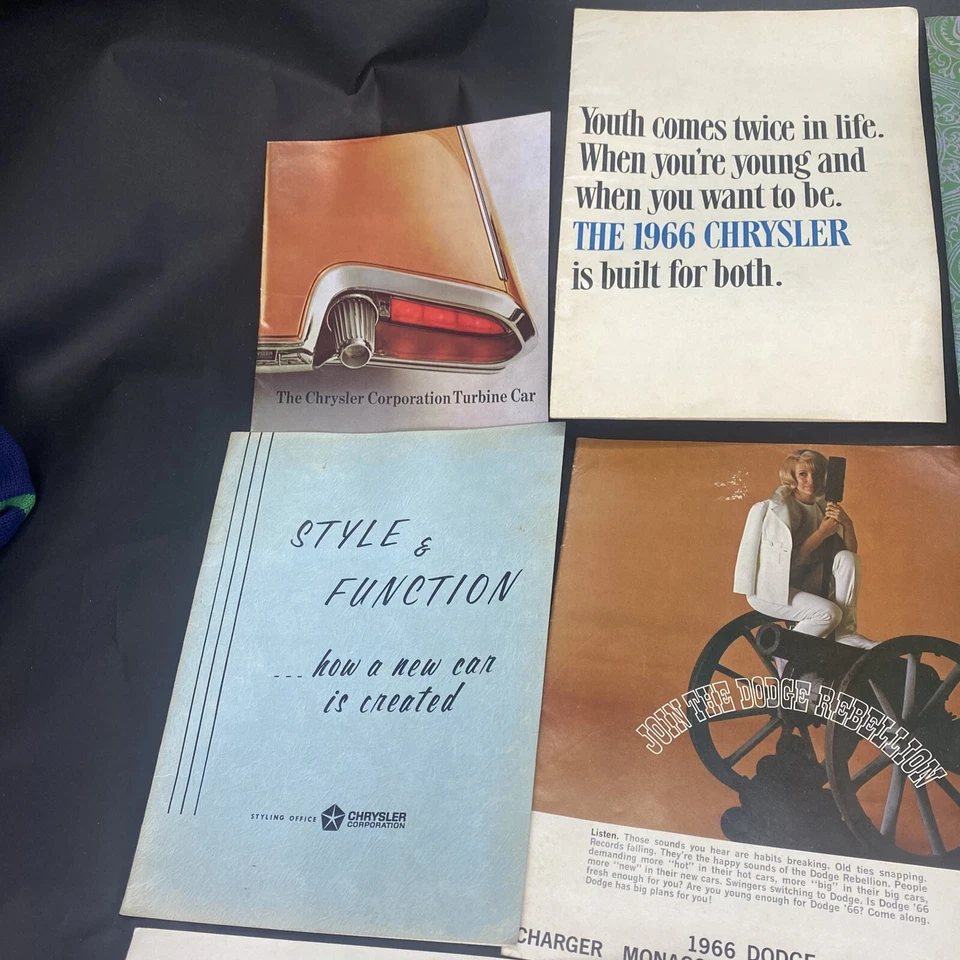 Youth comes twice in life.
When you're young and
when you want to be.
THE 1966 CHRYSLER
is built for both.
The Chrysler Corporation Turbine Car
STYLE &
FUNCTION
... how a new car
is created
STYLING OFFICE CHRYSLER
CORPORATION
JOIN THE DODGE REBELLION
Listen. Those sounds you hear are habits breaking. Old ties snapping.
Records falling. They're the happy sounds of the Dodge Rebellion. People
demanding more "hot" in their hot cars, more "big" in their big cars,
more "new" in their new cars. Swingers switching to Dodge. Is Dodge '66
fresh enough for you? Are you young enough for Dodge '66? Come along.
Dodge has big plans for you!
1966 DODGE
CHARGER MONACO